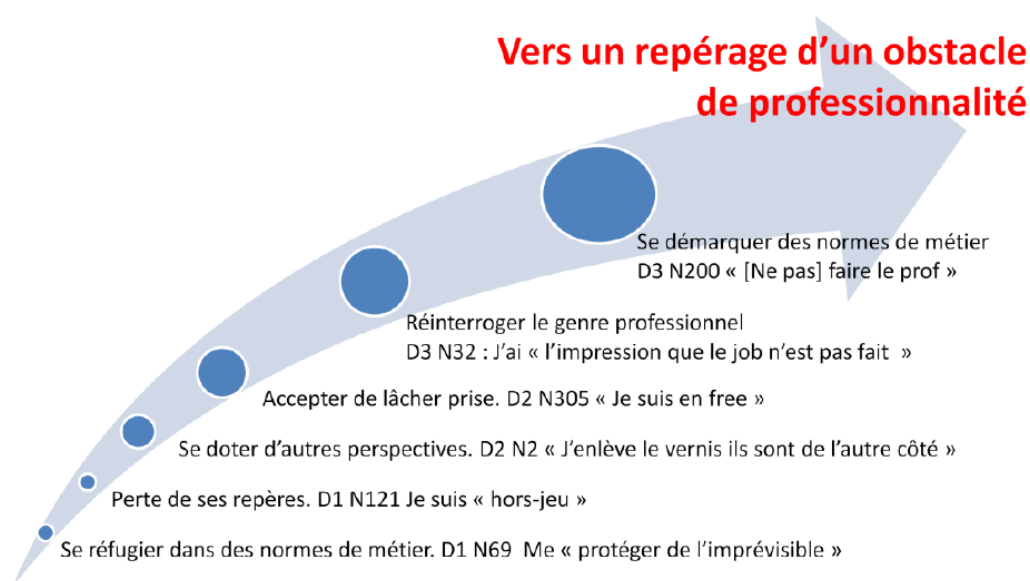 Vers un repérage d’un obstacle
de professionnalité
Se démarquer des normes de métier
D3 N200 « [Ne pas] faire le prof »
Réinterroger le genre professionnel
D3 N32 : J’ai « l’impression que le job n’est pas fait  »
Accepter de lâcher prise. D2 N305 « Je suis en free »
Se doter d’autres perspectives. D2 N2 « J’enlève le vernis ils sont de l’autre côté »
Perte de ses repères. D1 N121 Je suis « hors-jeu »
Se réfugier dans des normes de métier. D1 N69  Me « protéger de l’imprévisible »